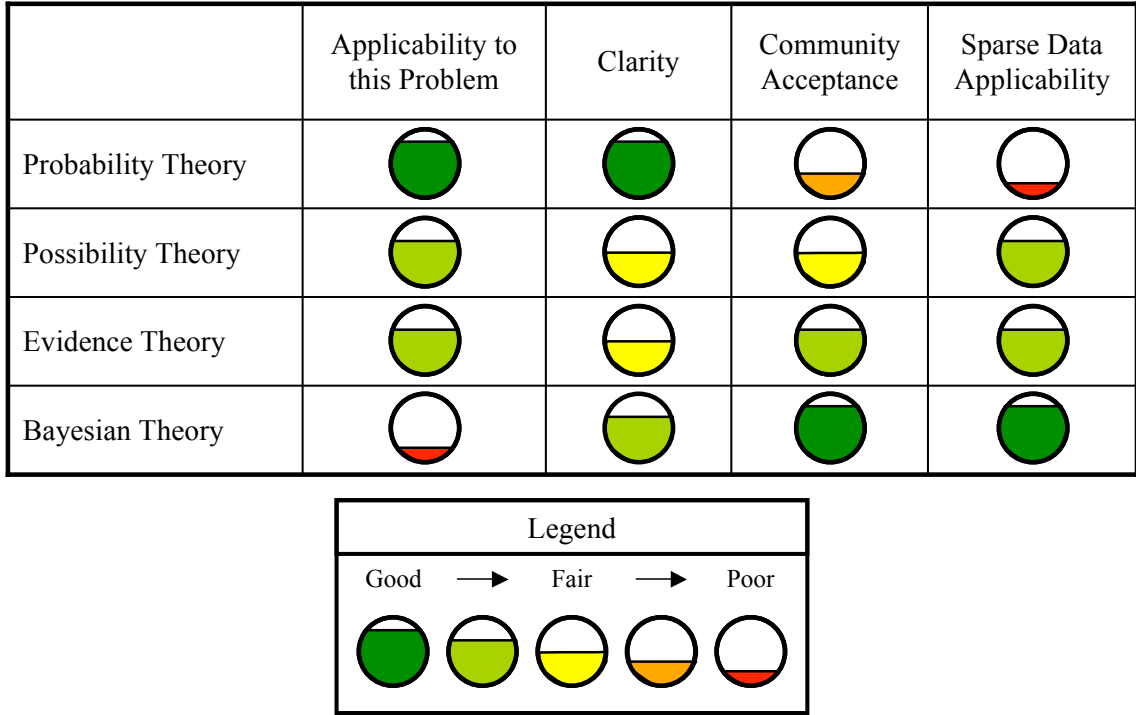 Applicability to
this Problem
Clarity
Community
Acceptance
Sparse Data
Applicability
Probability Theory
Possibility Theory
Evidence Theory
Bayesian Theory
Legend
Good
Fair
Poor